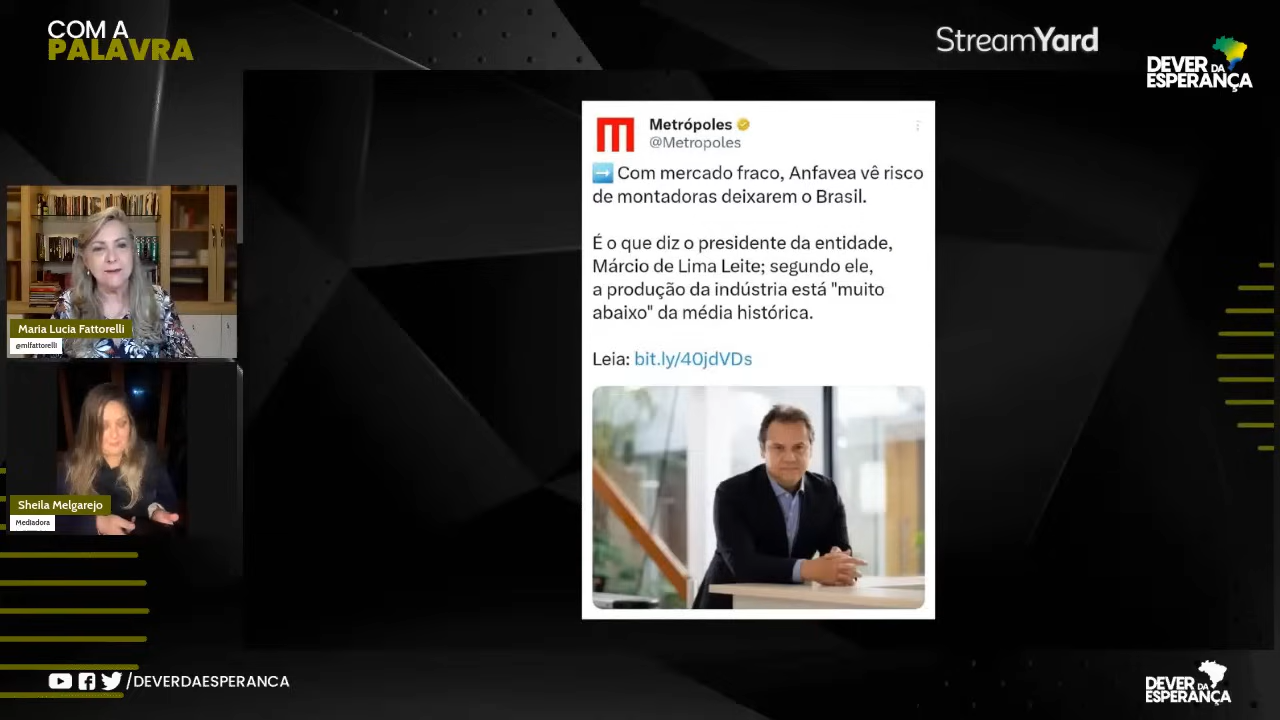 COM A
PALAVRA
StreamYard
DEVER DA
ESPERANÇA
Metrópoles
@Metropoles
➡️ Com mercado fraco, Anfavea vê risco
de montadoras deixarem o Brasil.
É o que diz o presidente da entidade,
Márcio de Lima Leite; segundo ele,
a produção da indústria está "muito
abaixo" da média histórica.
Leia: bit.ly/40jdVDs
Maria Lucia Fattorelli
@mlfattorelli
Sheila Melgarejo
Mediadora
/DEVERDAESPERANCA
DEVER DA
ESPERANÇA